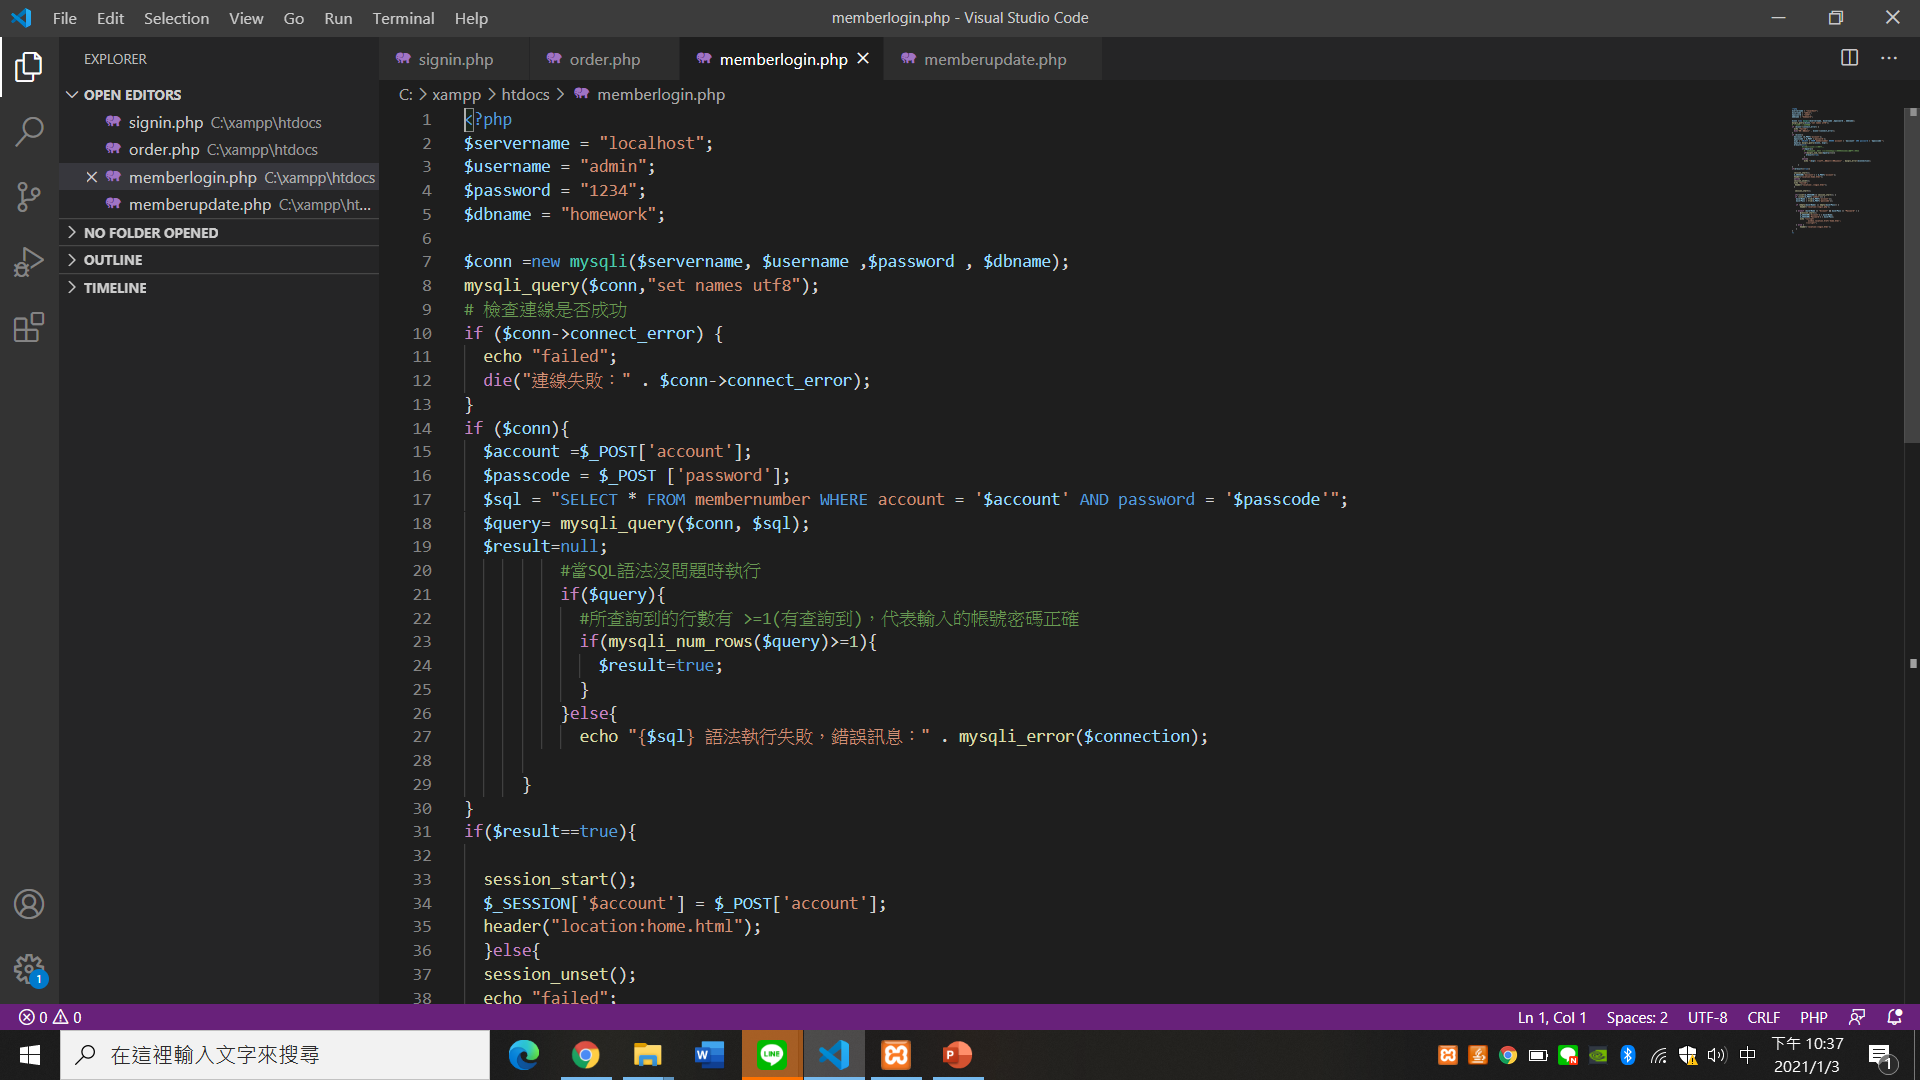 File Edit Selection View Go Run Terminal Help
memberlogin.php - Visual Studio Code
EXPLORER
OPEN EDITORS
signin.php C:\xampp\htdocs
order.php C:\xampp\htdocs
memberlogin.php C:\xampp\htdocs
memberupdate.php C:\xampp\ht...
NO FOLDER OPENED
OUTLINE
TIMELINE
signin.php order.php memberlogin.php memberupdate.php
C: > xampp > htdocs > memberlogin.php
1 <?php
2 $servername = "localhost";
3 $username = "admin";
4 $password = "1234";
5 $dbname = "homework";
6
7 $conn =new mysqli($servername, $username ,$password , $dbname);
8 mysqli_query($conn,"set names utf8");
9 # 檢查連線是否成功
10 if ($conn->connect_error) {
11 echo "failed";
12 die("連線失敗：" . $conn->connect_error);
13 }
14 if ($conn){
15 $account =$_POST['account'];
16 $passcode = $_POST ['password'];
17 $sql = "SELECT * FROM membernumber WHERE account = '$account' AND password = '$passcode'";
18 $query= mysqli_query($conn, $sql);
19 $result=null;
20 #當SQL語法沒問題時執行
21 if($query){
22 #所查詢到的行數有 >=1(有查詢到)，代表輸入的帳號密碼正確
23 if(mysqli_num_rows($query)>=1){
24 $result=true;
25 }
26 }else{
27 echo "{$sql} 語法執行失敗，錯誤訊息：" . mysqli_error($connection);
28
29 }
30 }
31 if($result==true){
32
33 session_start();
34 $_SESSION['$account'] = $_POST['account'];
35 header("location:home.html");
36 }else{
37 session_unset();
38 echo "failed";
1
0 0
Ln 1, Col 1 Spaces: 2 UTF-8 CRLF PHP
在這裡輸入文字來搜尋
LINE
中
下午 10:37
2021/1/3
1